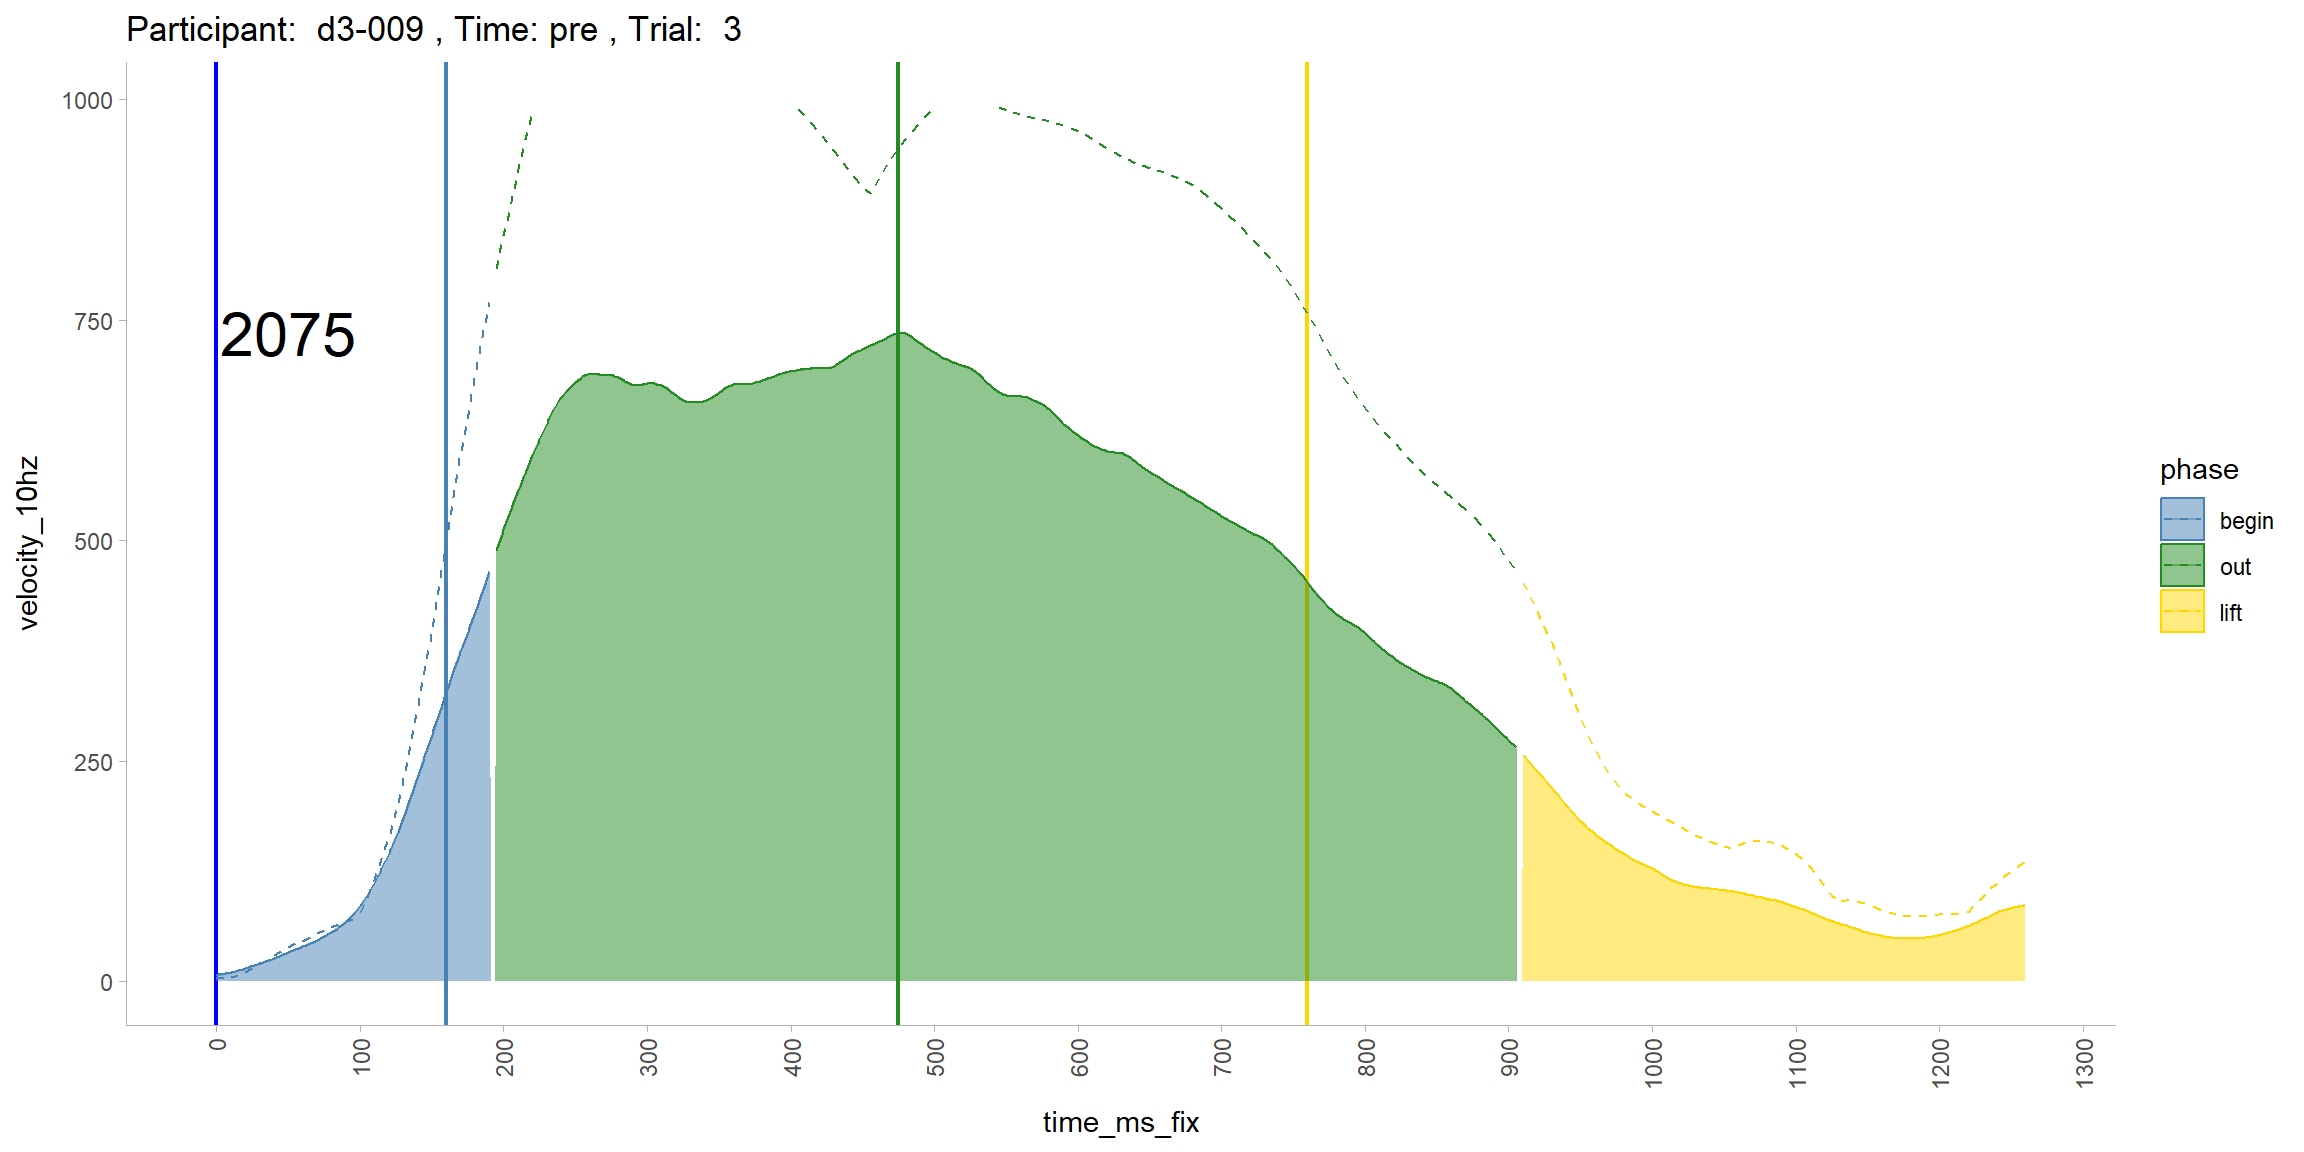 Participant:  d3-009 , Time: pre , Trial:  3
1000
750
500
250
0
velocity_10hz
2075
0
100
200
300
400
500
600
700
800
900
1000
1100
1200
1300
time_ms_fix
phase
begin
out
lift